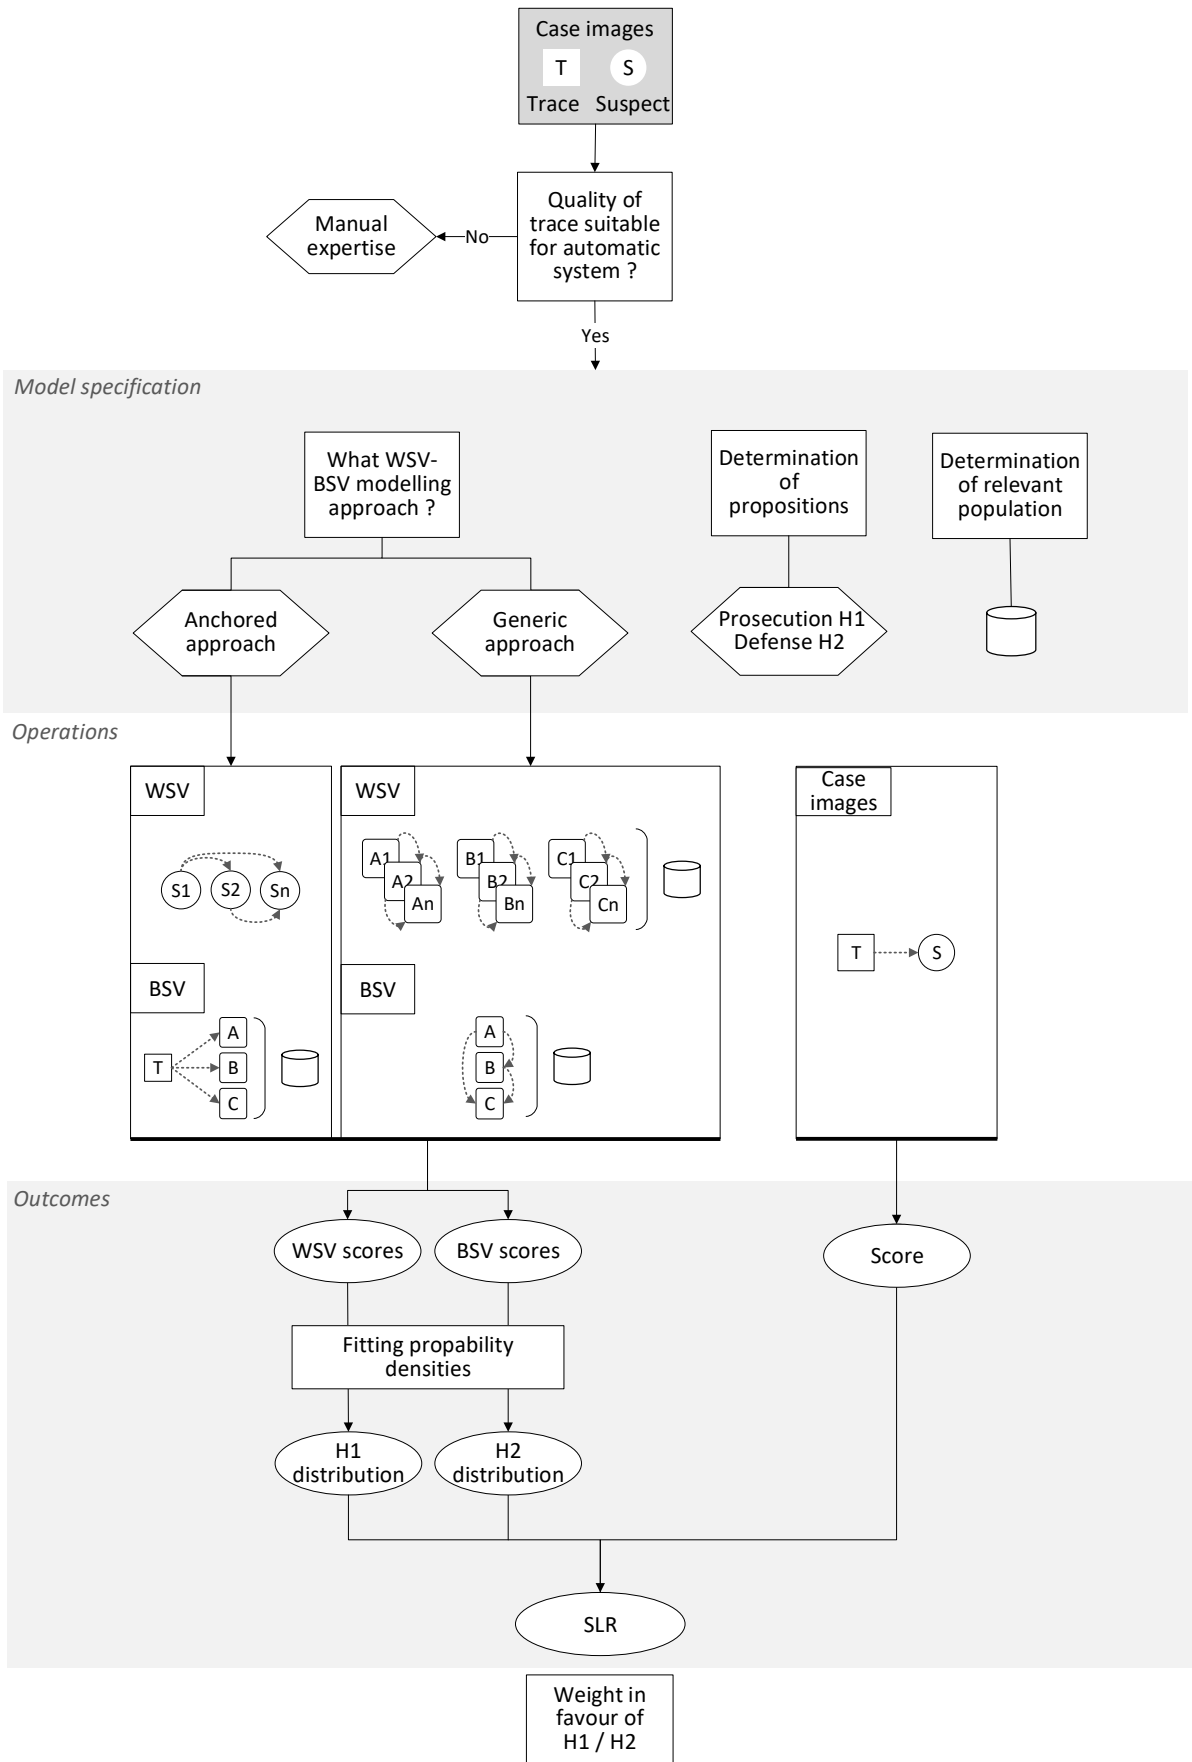 Case images
T
S
Trace
Suspect
Quality of
trace suitable
for automatic
system ?
Manual
expertise
No
Yes
Model specification
What WSV-
BSV modelling
approach ?
Determination
of
propositions
Determination
of relevant
population
Anchored
approach
Generic
approach
Prosecution H1
Defense H2
Operations
WSV
S1
S2
Sn
BSV
T
A
B
C
WSV
A1
A2
An
B1
B2
Bn
C1
C2
Cn
BSV
A
B
C
Case
images
T
S
Outcomes
WSV scores
BSV scores
Score
Fitting propability
densities
H1
distribution
H2
distribution
SLR
Weight in
favour of
H1 / H2